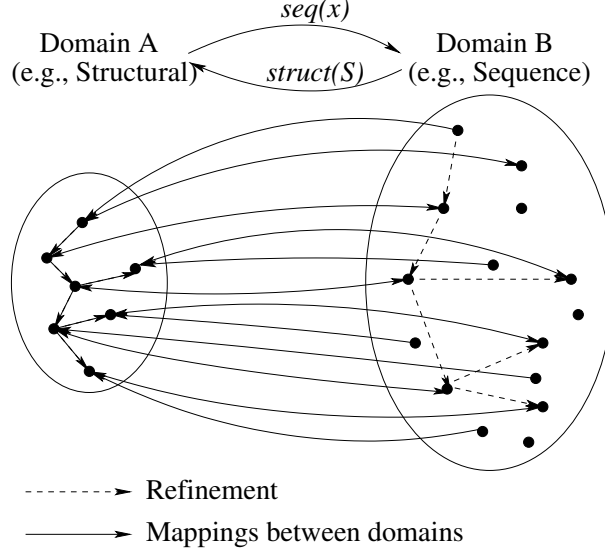 seq(x)
Domain A
(e.g., Structural)
struct(S)
Domain B
(e.g., Sequence)
Refinement
Mappings between domains